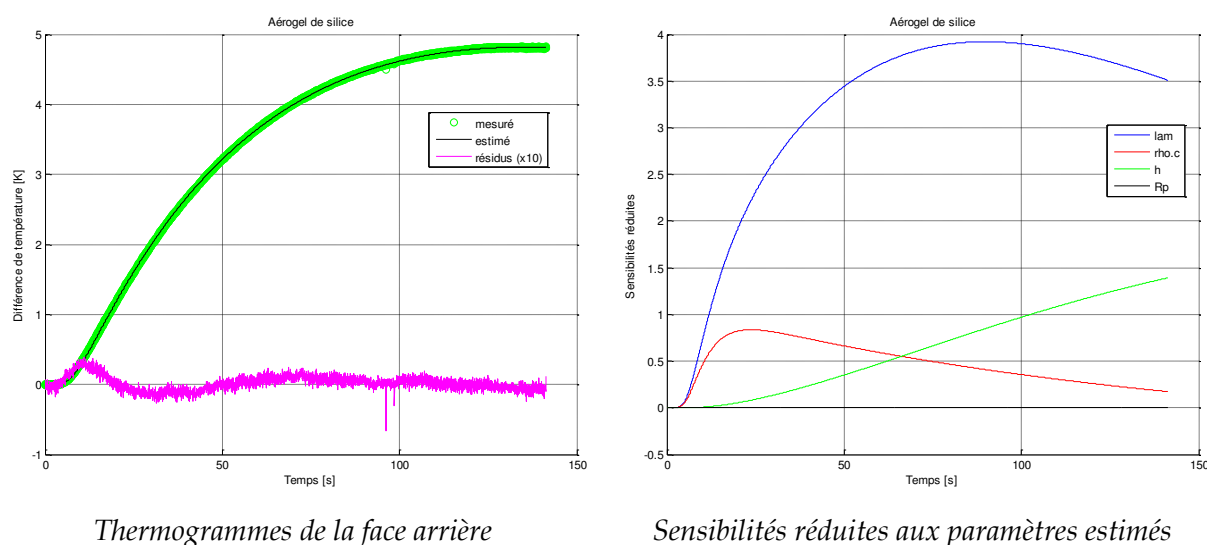 Aérogel de silice
5
4
3
2
1
0
-1
Différence de température [K]
mesuré
estimé
résidus (x10)
0
50
100
150
Temps [s]
Thermogrammes de la face arrière
Aérogel de silice
4
3.5
3
2.5
2
1.5
1
0.5
0
-0.5
Sensibilités réduites
lam
rho.c
h
Rp
0
50
100
150
Temps [s]
Sensibilités réduites aux paramètres estimés